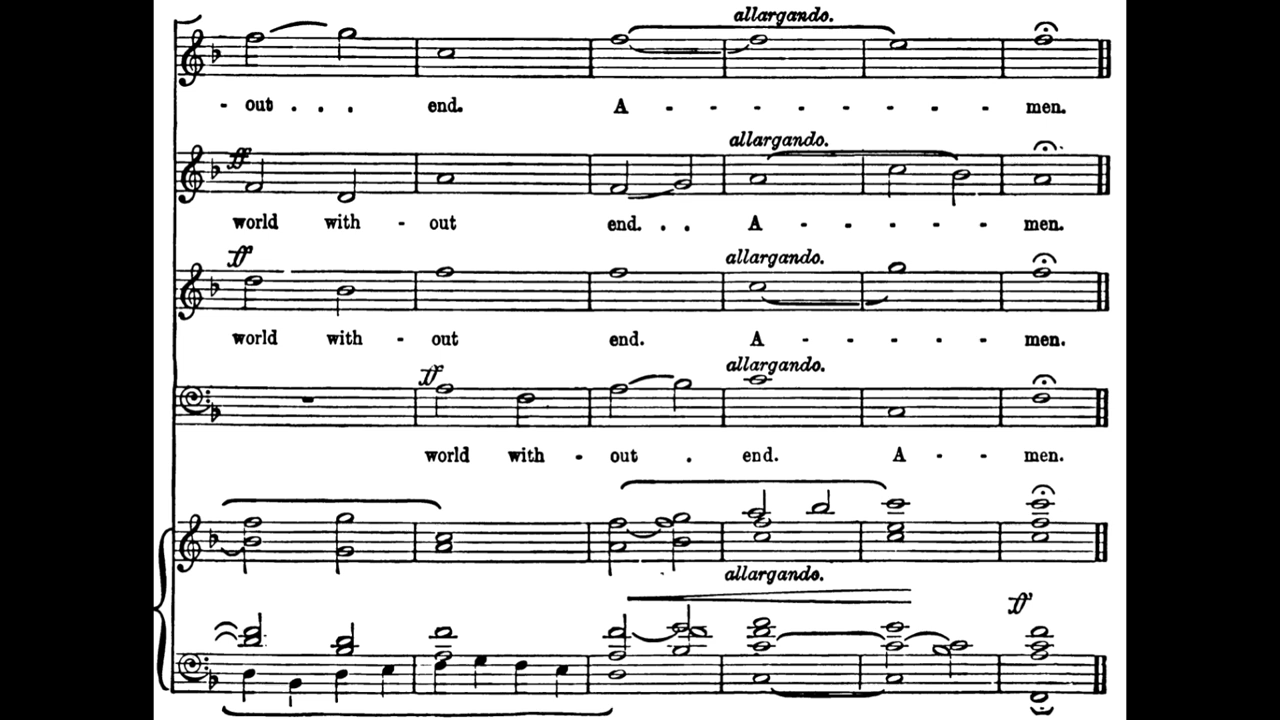 allargando.
- out . . . end. A - - - - - - - - men.
allargando.
ff
world with - out end. . . A - - - - - men.
ff
allargando.
world with - out end. A - - - - - men.
ff
allargando.
world with - out . end. A - - men.
allargando.
ff